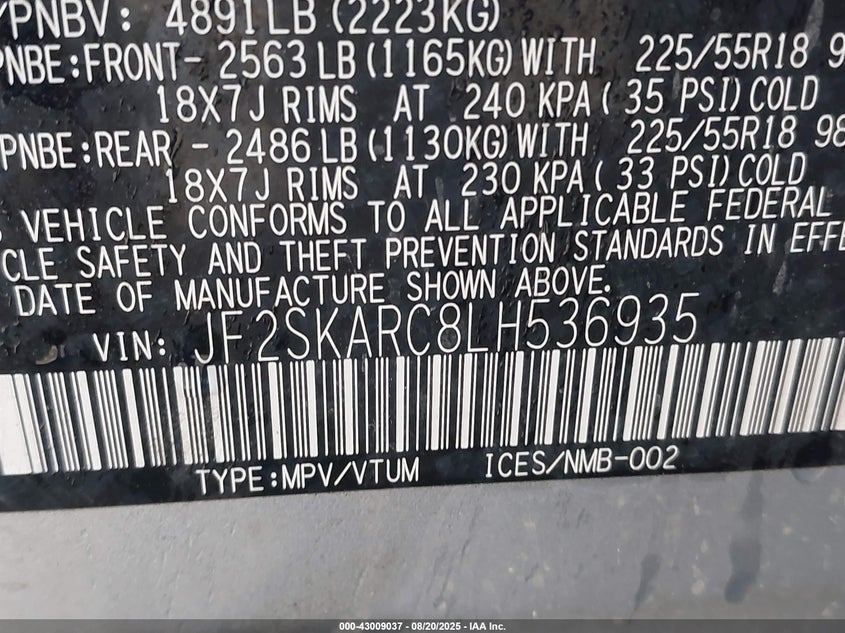 /PNBV: 4891LB (2223KG)
PNBE:FRONT- 2563 LB (1165KG) WITH 225/55R18 9
18X7J RIMS AT 240 KPA ( 35 PSI) COLD
PNBE:REAR - 2486 LB (1130KG) WITH 225/55R18 98
18X7J RIMS AT 230 KPA ( 33 PSI) COLD
VEHICLE CONFORMS TO ALL APPLICABLE FEDERAL
CLE SAFETY AND THEFT PREVENTION STANDARDS IN EFFE
DATE OF MANUFACTURE SHOWN ABOVE.
VIN: JF2SKARC8LH536935
TYPE:MPV/VTUM ICES/NMB-002
000-43009037 - 08/20/2025 - IAA Inc.